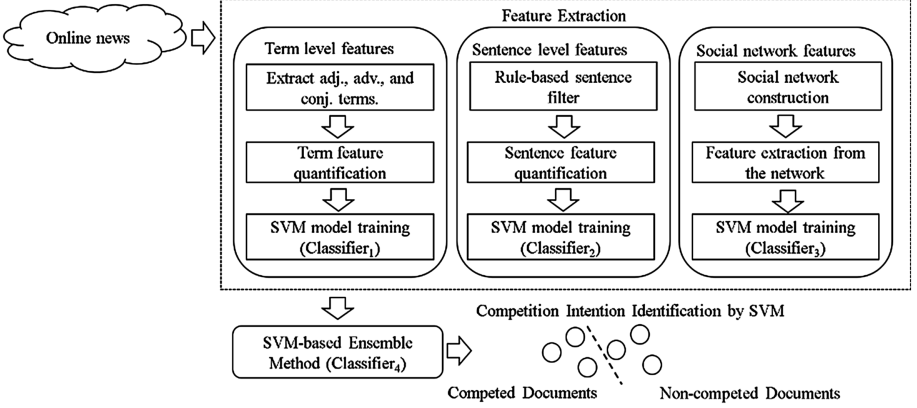 Online news
Feature Extraction
Term level features
Extract adj., adv., and
conj. terms.
Term feature
quantification
SVM model training
(Classifier₁)
Sentence level features
Rule-based sentence
filter
Sentence feature
quantification
SVM model training
(Classifier₂)
Social network features
Social network
construction
Feature extraction from
the network
SVM model training
(Classifier₃)
SVM-based Ensemble
Method (Classifier₄)
Competition Intention Identification by SVM
Competed Documents
Non-competed Documents